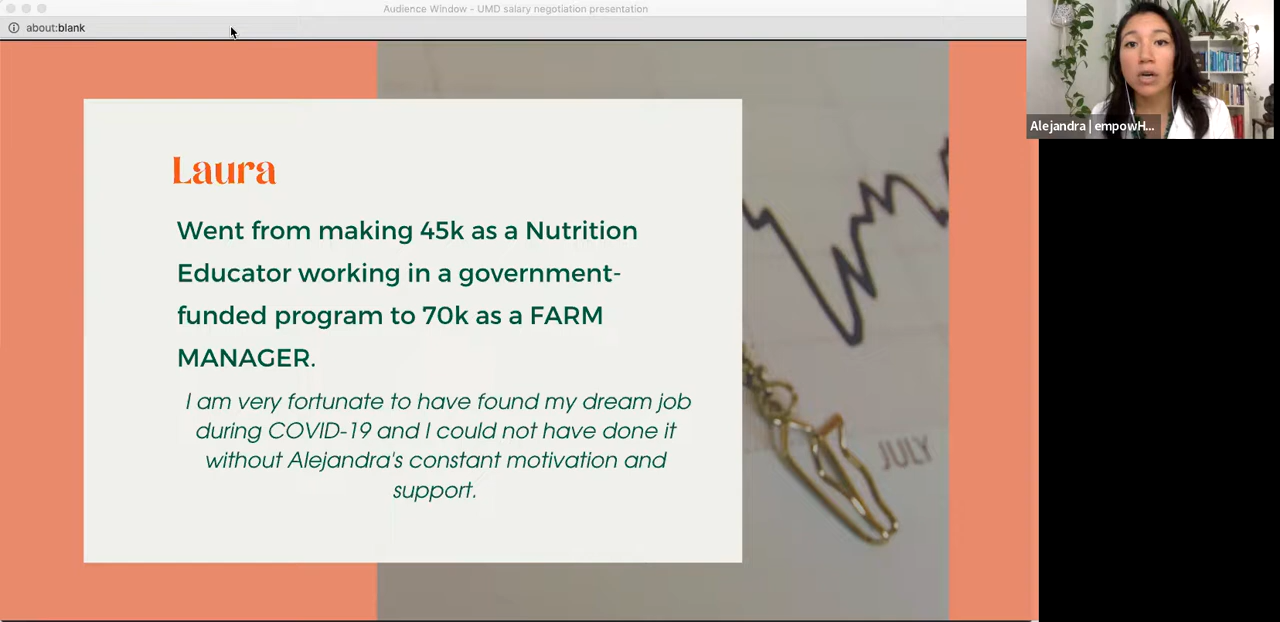 Audience Window - UMD salary negotiation presentation
about:blank
Alejandra | empowH...
Laura
Went from making 45k as a Nutrition
Educator working in a government-
funded program to 70k as a FARM
MANAGER.
I am very fortunate to have found my dream job
during COVID-19 and I could not have done it
without Alejandra's constant motivation and
support.
JULY